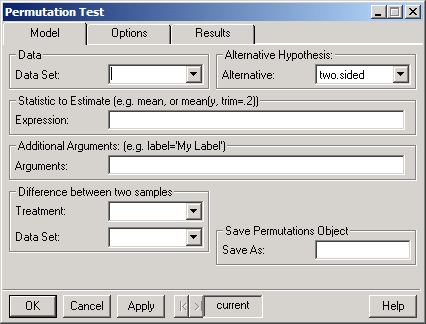 Permutation Test
Model Options Results
Data
Data Set:
Alternative Hypothesis:
Alternative: two.sided
Statistic to Estimate (e.g. mean, or mean(y, trim=.2))
Expression:
Additional Arguments: (e.g. label='My Label')
Arguments:
Difference between two samples
Treatment:
Data Set:
Save Permutations Object
Save As:
OK Cancel Apply current Help